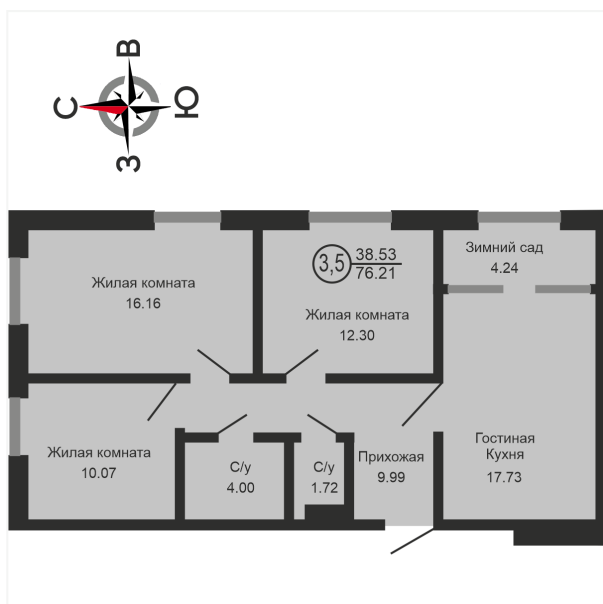 В
С
Ю
З
3,5
38.53
76.21
Зимний сад
4.24
Жилая комната
16.16
Жилая комната
12.30
Жилая комната
10.07
С/у
4.00
С/у
1.72
Прихожая
9.99
Гостиная
Кухня
17.73